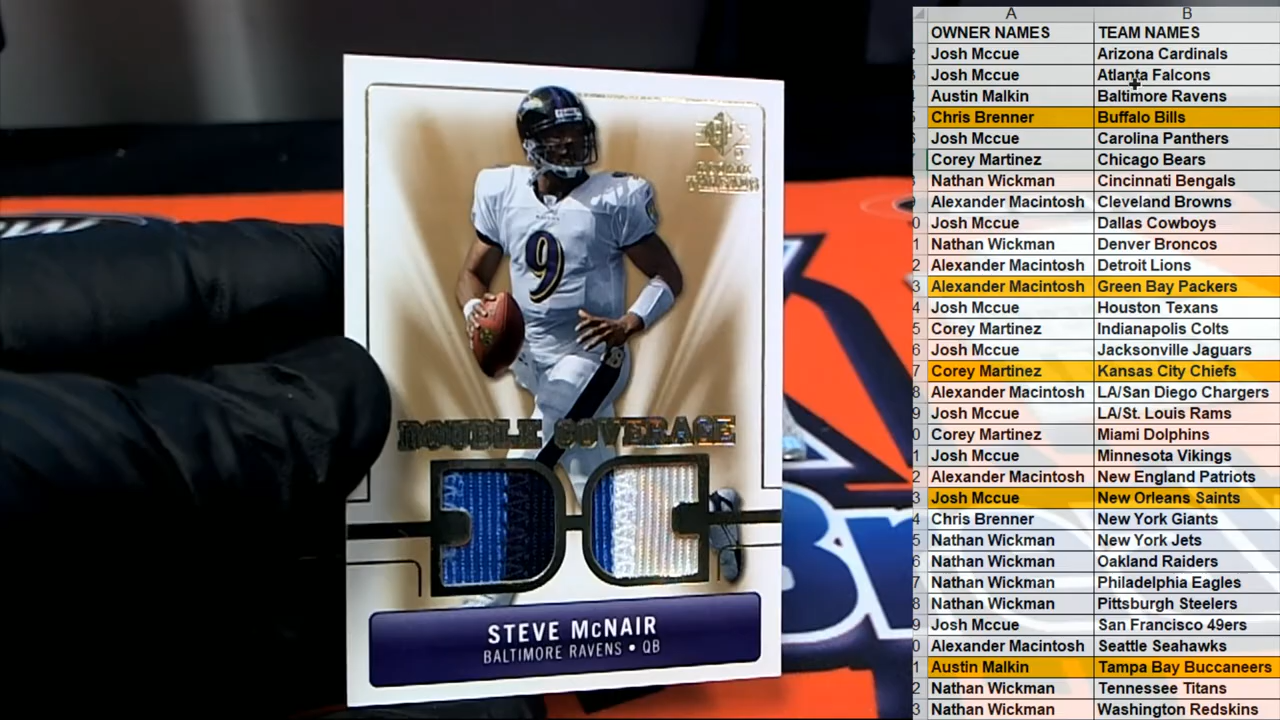 9
DOUBLE COVERAGE
STEVE McNAIR
BALTIMORE RAVENS • QB
A B
OWNER NAMES TEAM NAMES
Josh Mccue Arizona Cardinals
Josh Mccue Atlanta Falcons
Austin Malkin Baltimore Ravens
Chris Brenner Buffalo Bills
Josh Mccue Carolina Panthers
Corey Martinez Chicago Bears
Nathan Wickman Cincinnati Bengals
Alexander Macintosh Cleveland Browns
Josh Mccue Dallas Cowboys
Nathan Wickman Denver Broncos
Alexander Macintosh Detroit Lions
Alexander Macintosh Green Bay Packers
Josh Mccue Houston Texans
Corey Martinez Indianapolis Colts
Josh Mccue Jacksonville Jaguars
Corey Martinez Kansas City Chiefs
Alexander Macintosh LA/San Diego Chargers
Josh Mccue LA/St. Louis Rams
Corey Martinez Miami Dolphins
Josh Mccue Minnesota Vikings
Alexander Macintosh New England Patriots
Josh Mccue New Orleans Saints
Chris Brenner New York Giants
Nathan Wickman New York Jets
Nathan Wickman Oakland Raiders
Nathan Wickman Philadelphia Eagles
Nathan Wickman Pittsburgh Steelers
Josh Mccue San Francisco 49ers
Alexander Macintosh Seattle Seahawks
Austin Malkin Tampa Bay Buccaneers
Nathan Wickman Tennessee Titans
Nathan Wickman Washington Redskins